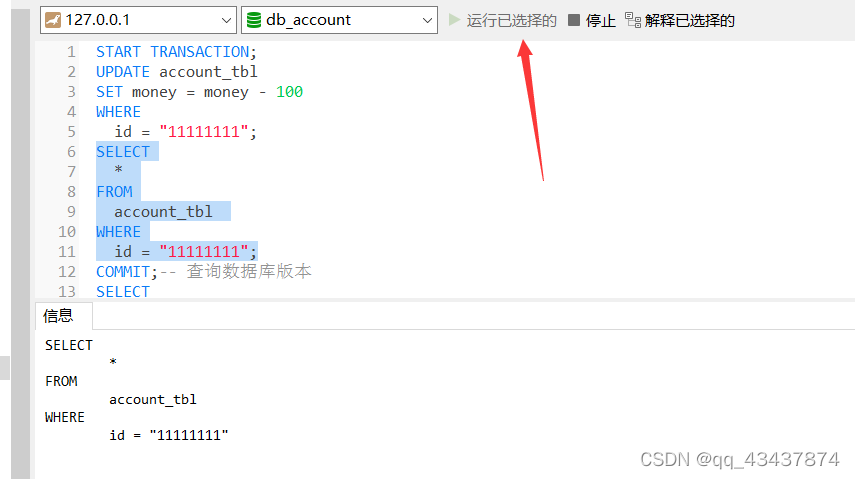 127.0.0.1 db_account 运行已选择的 停止 解释已选择的
1 START TRANSACTION;
2 UPDATE account_tbl
3 SET money = money - 100
4 WHERE
5 id = "11111111";
6 SELECT
7 *
8 FROM
9 account_tbl
10 WHERE
11 id = "11111111";
12 COMMIT;-- 查询数据库版本
13 SELECT
信息
SELECT
*
FROM
account_tbl
WHERE
id = "11111111"
CSDN @qq_43437874